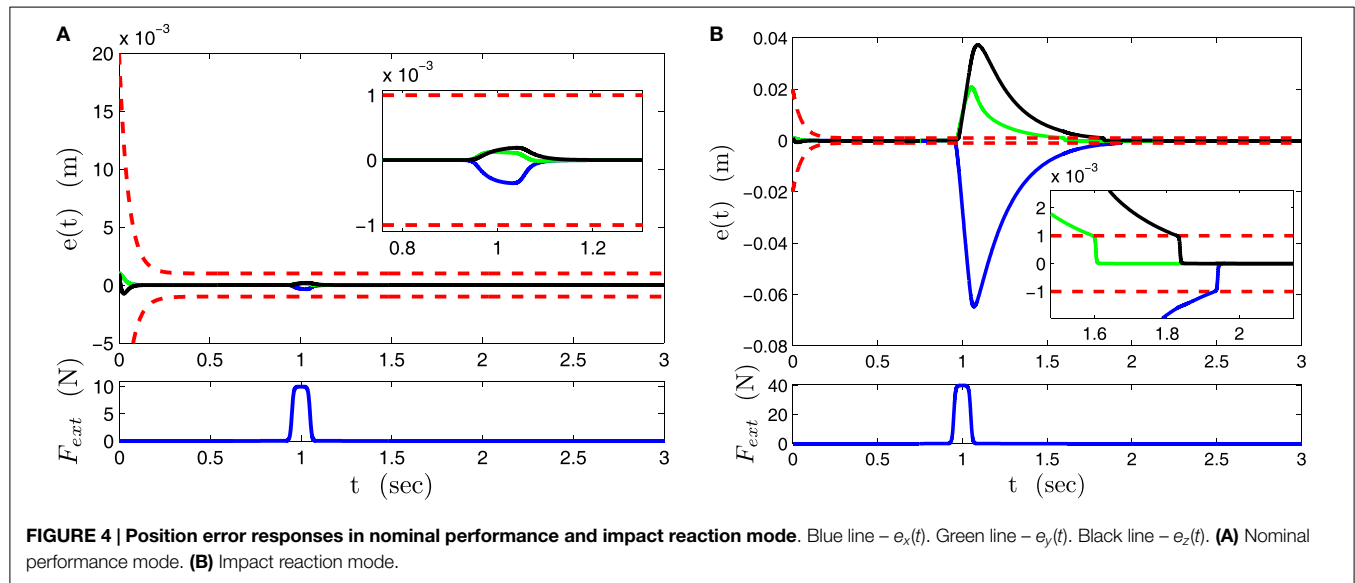 A
x 10⁻³
20
15
10
5
0
−5
e(t) (m)
0 0.5 1 1.5 2 2.5 3
x 10⁻³
1
0
−1
0.8 1 1.2
10
5
0
F_ext (N)
0 0.5 1 1.5 2 2.5 3
t (sec)
B
0.04
0.02
0
−0.02
−0.04
−0.06
−0.08
e(t) (m)
0 0.5 1 1.5 2 2.5 3
x 10⁻³
2
1
0
−1
1.6 1.8 2
40
20
0
F_ext (N)
0 0.5 1 1.5 2 2.5 3
t (sec)
FIGURE 4 | Position error responses in nominal performance and impact reaction mode. Blue line – eₓ(t). Green line – e_y(t). Black line – e_z(t). (A) Nominal
performance mode. (B) Impact reaction mode.